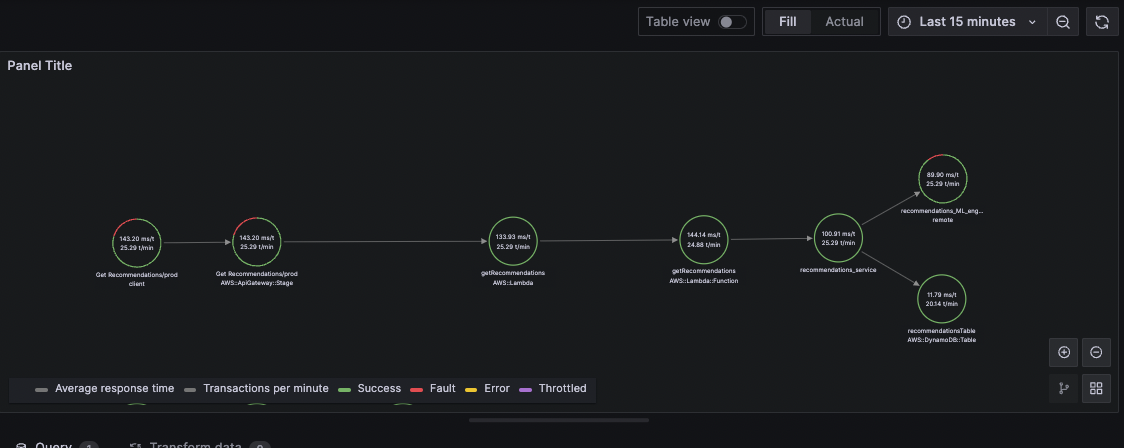 Table view
Fill
Actual
Last 15 minutes
Panel Title
143.20 ms/t
25.29 t/min
Get Recommendations/prod
client
143.20 ms/t
25.29 t/min
Get Recommendations/prod
AWS::ApiGateway::Stage
133.93 ms/t
25.29 t/min
getRecommendations
AWS::Lambda
144.14 ms/t
24.88 t/min
getRecommendations
AWS::Lambda::Function
100.91 ms/t
25.29 t/min
recommendations_service
89.90 ms/t
25.29 t/min
recommendations_ML_eng...
remote
11.79 ms/t
20.14 t/min
recommendationsTable
AWS::DynamoDB::Table
Average response time
Transactions per minute
Success
Fault
Error
Throttled
Query 1
Transform data 0